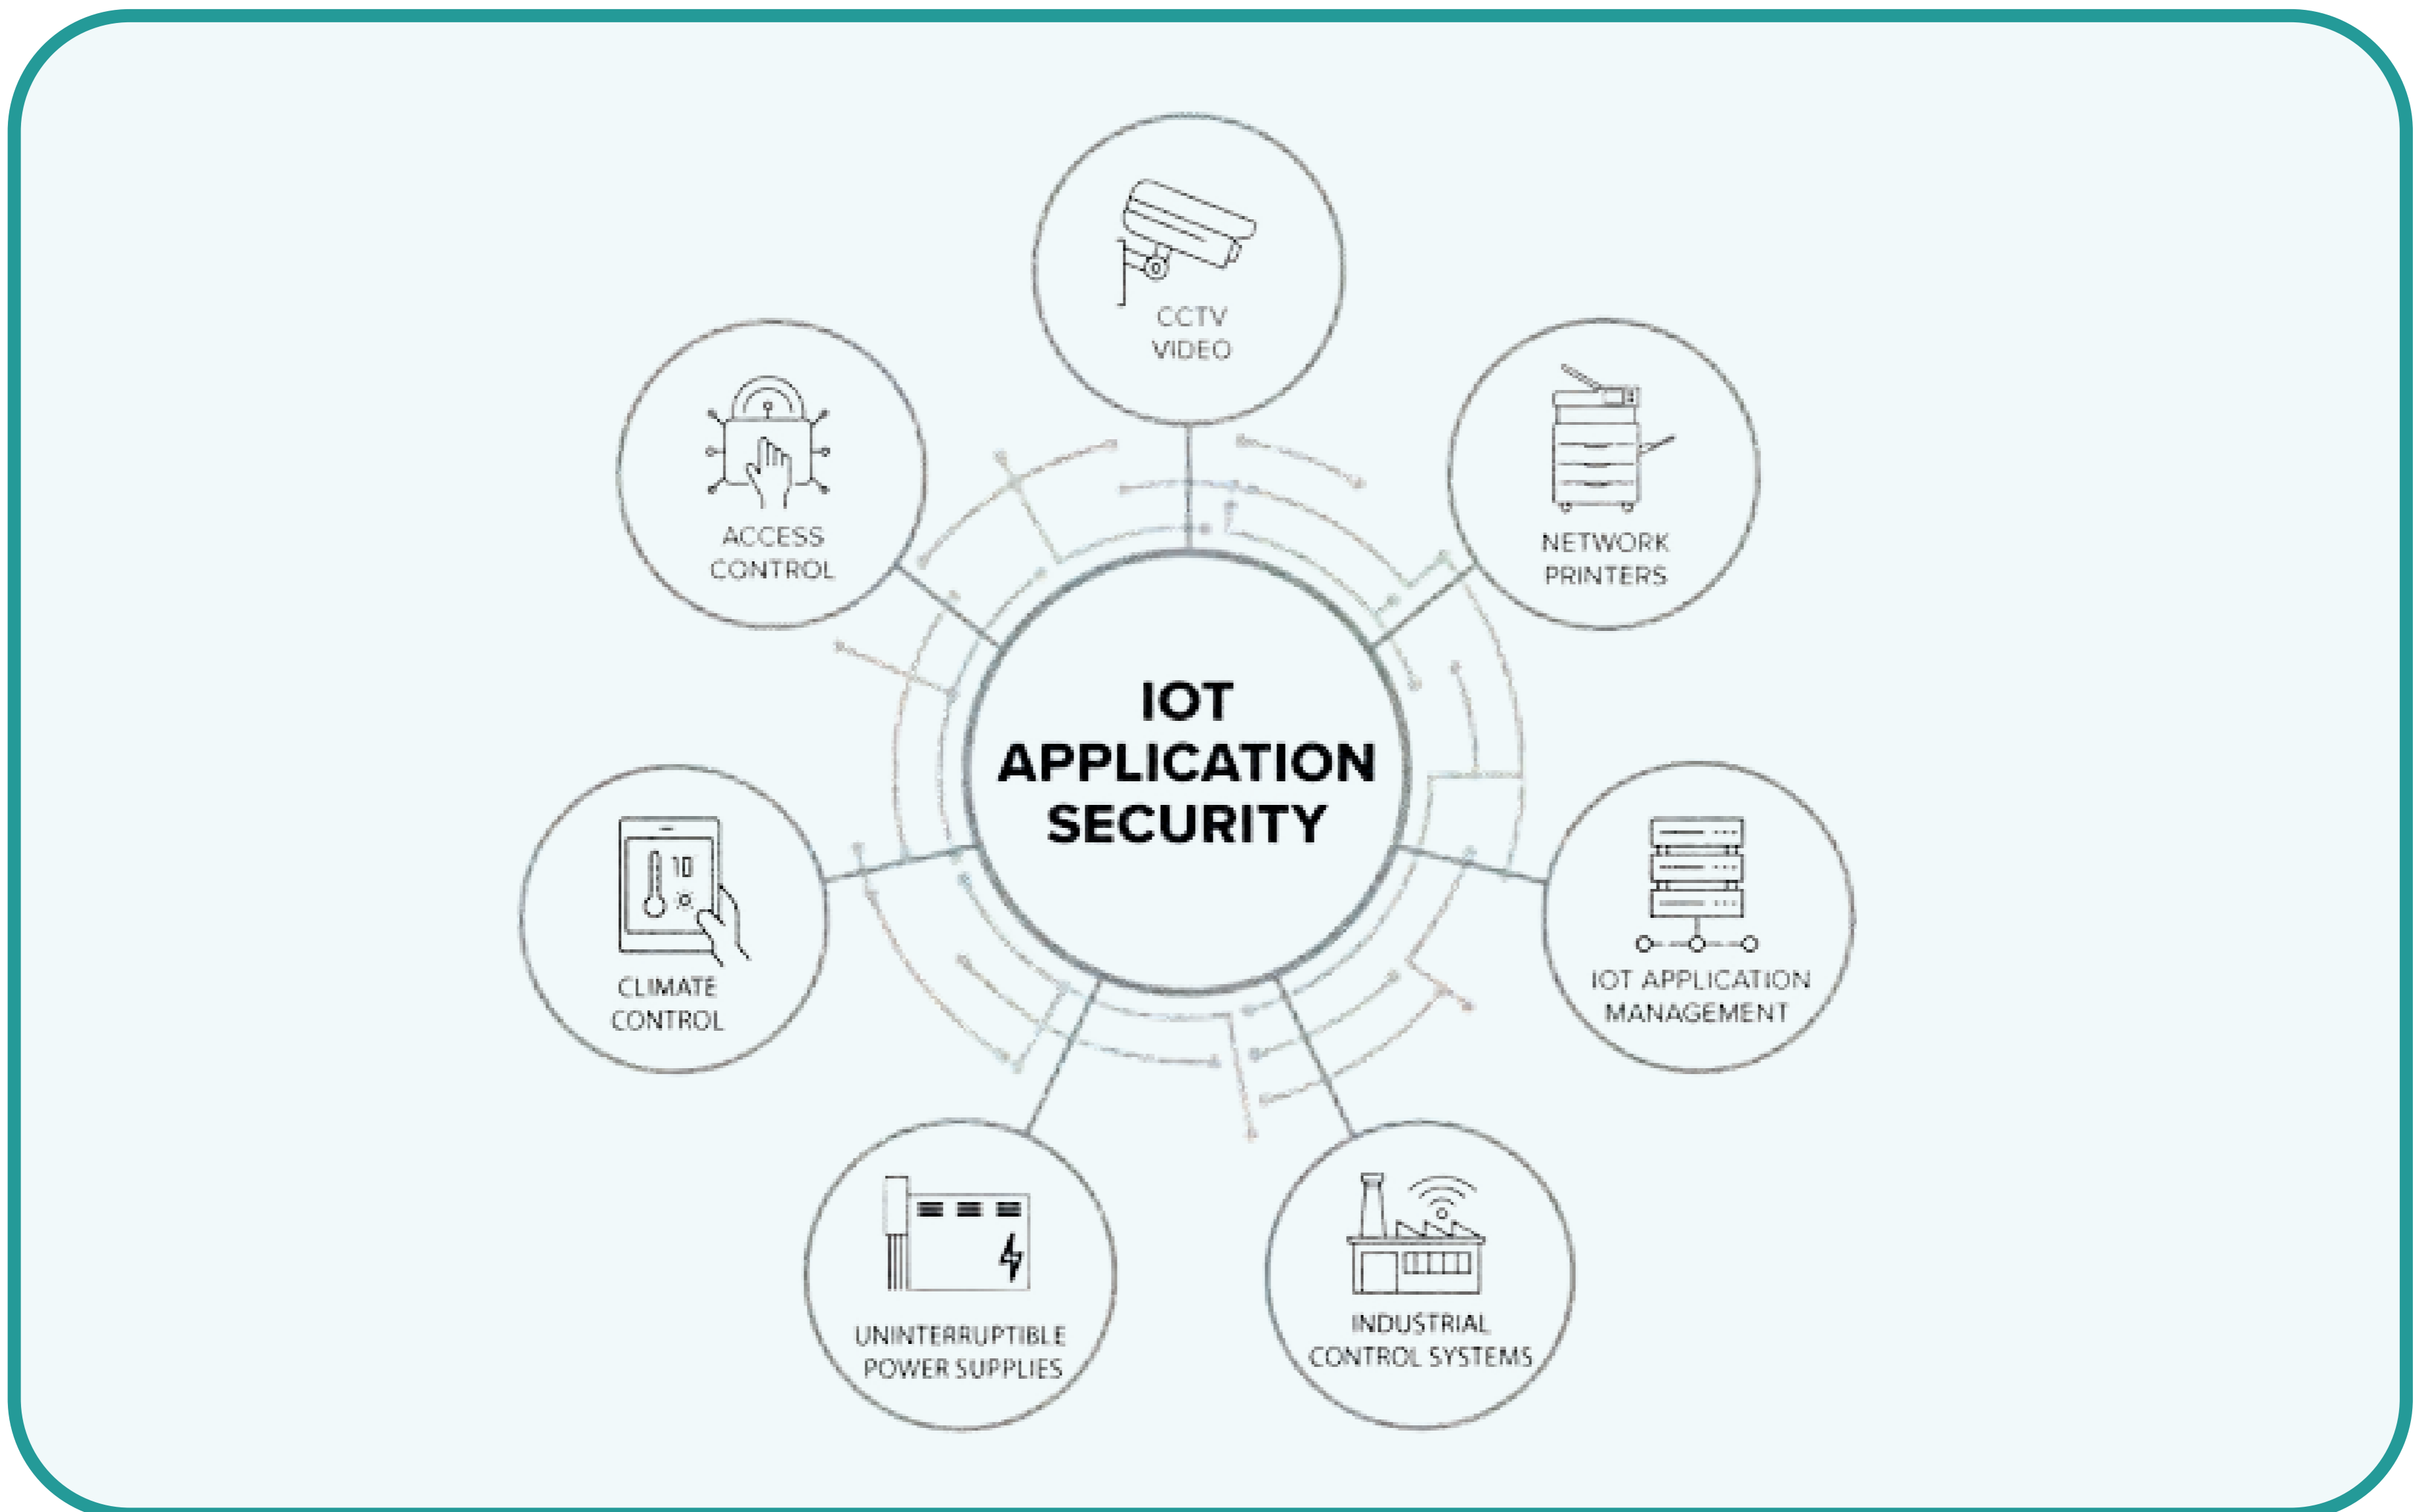 CCTV
VIDEO
ACCESS
CONTROL
NETWORK
PRINTERS
IOT
APPLICATION
SECURITY
10
CLIMATE
CONTROL
IOT APPLICATION
MANAGEMENT
UNINTERRUPTIBLE
POWER SUPPLIES
INDUSTRIAL
CONTROL SYSTEMS